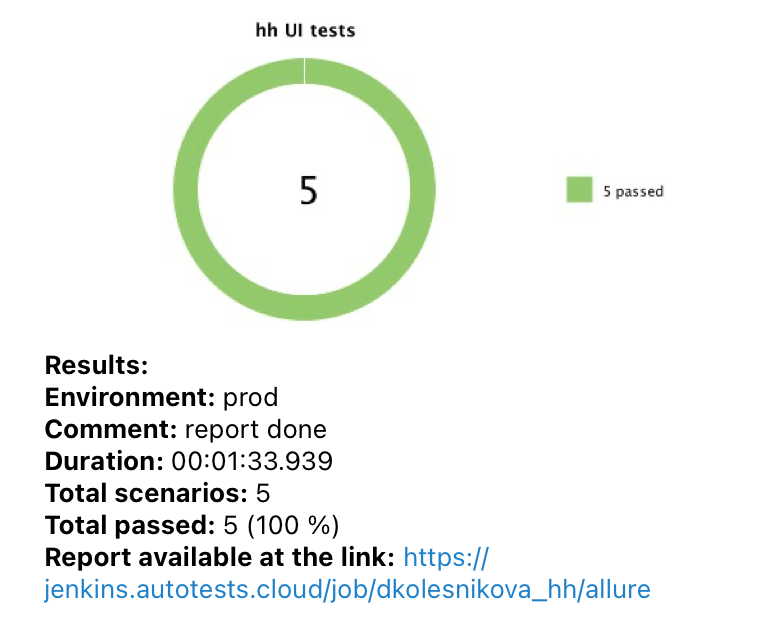 hh UI tests
5
5 passed
Results:
Environment: prod
Comment: report done
Duration: 00:01:33.939
Total scenarios: 5
Total passed: 5 (100 %)
Report available at the link: https://
jenkins.autotests.cloud/job/dkolesnikova_hh/allure